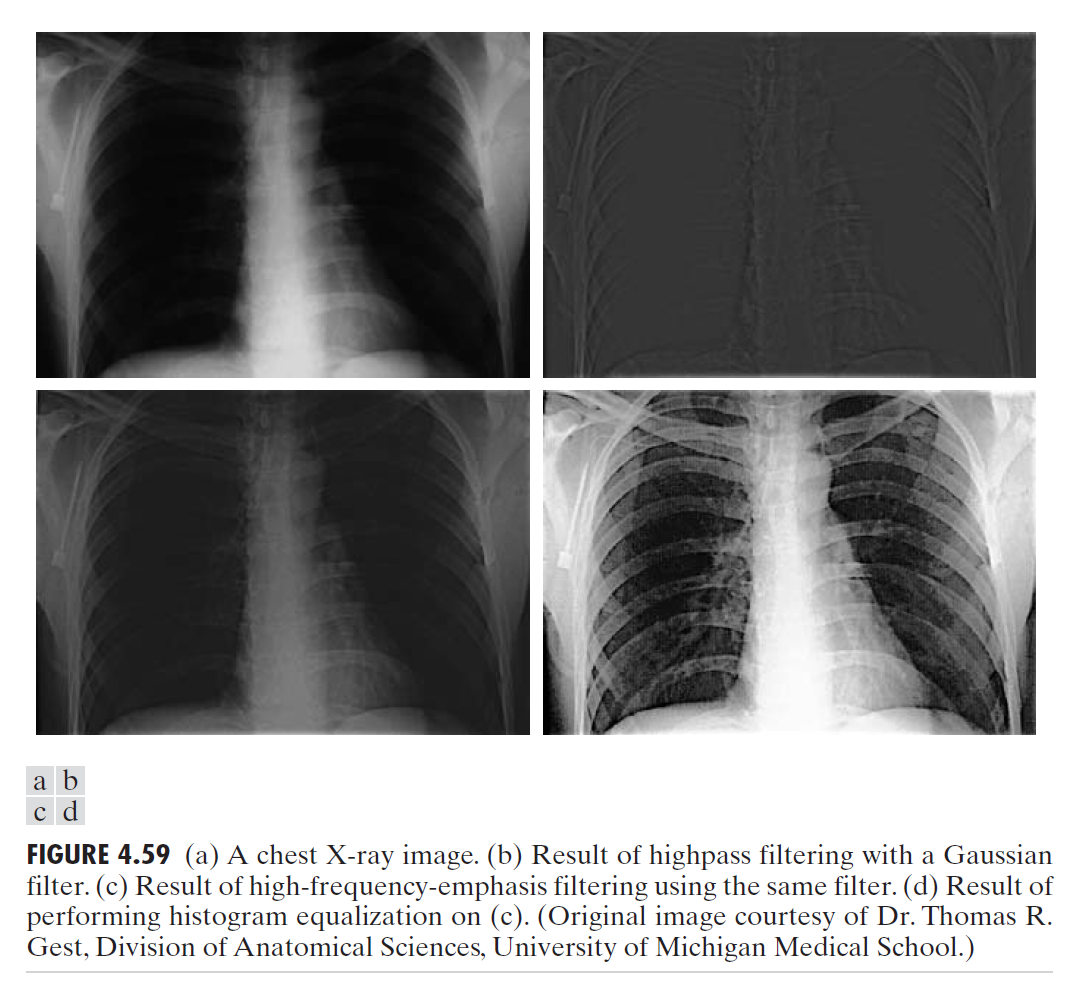 a b
c d
FIGURE 4.59 (a) A chest X-ray image. (b) Result of highpass filtering with a Gaussian
filter. (c) Result of high-frequency-emphasis filtering using the same filter. (d) Result of
performing histogram equalization on (c). (Original image courtesy of Dr. Thomas R.
Gest, Division of Anatomical Sciences, University of Michigan Medical School.)